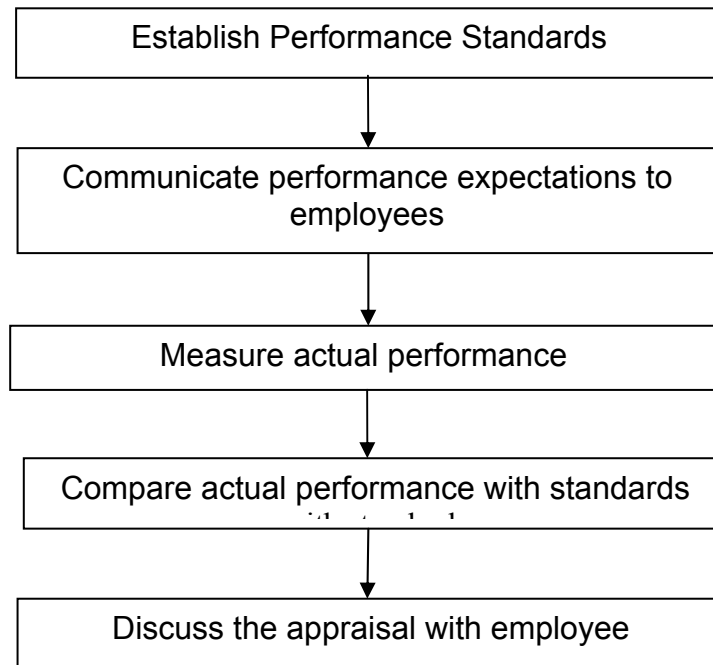 Establish Performance Standards
Communicate performance expectations to
employees
Measure actual performance
Compare actual performance with standards
Discuss the appraisal with employee